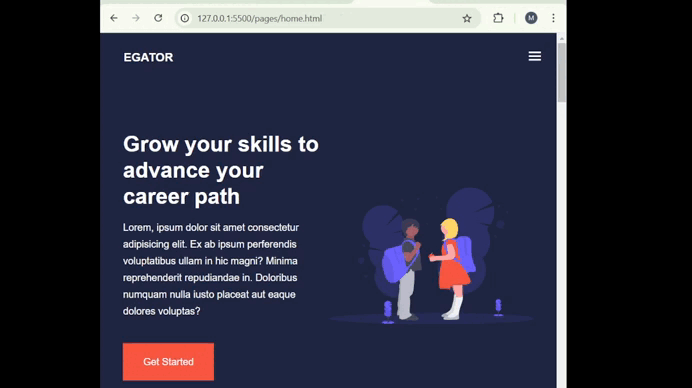 127.0.0.1:5500/pages/home.html
M
EGATOR
Grow your skills to
advance your
career path
Lorem, ipsum dolor sit amet consectetur
adipisicing elit. Ex ab ipsum perferendis
voluptatibus ullam in hic magni? Minima
reprehenderit repudiandae in. Doloribus
numquam nulla iusto placeat aut eaque
dolores voluptas?
Get Started